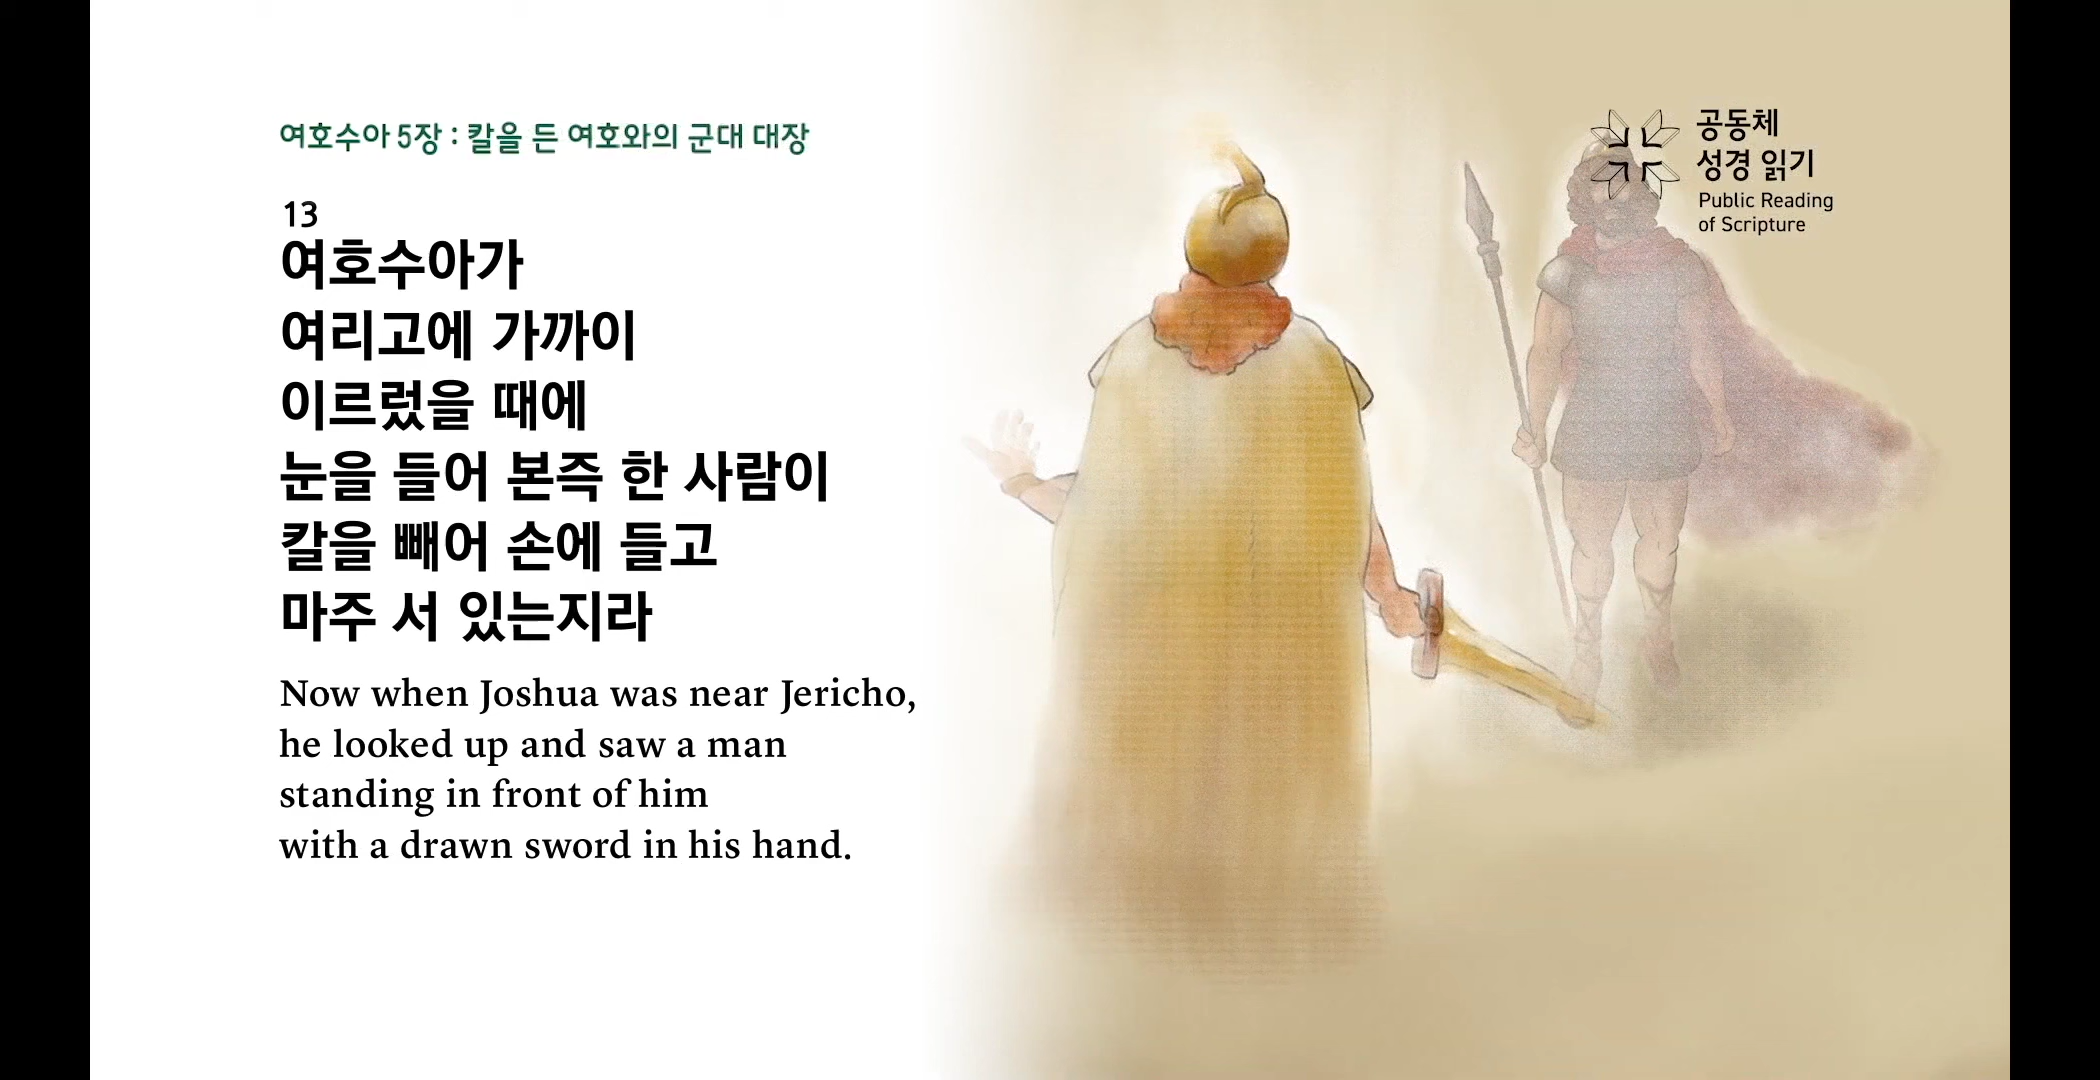 여호수아 5장 : 칼을 든 여호와의 군대 대장
13
여호수아가
여리고에 가까이
이르렀을 때에
눈을 들어 본즉 한 사람이
칼을 빼어 손에 들고
마주 서 있는지라
Now when Joshua was near Jericho,
he looked up and saw a man
standing in front of him
with a drawn sword in his hand.
공동체
성경 읽기
Public Reading
of Scripture